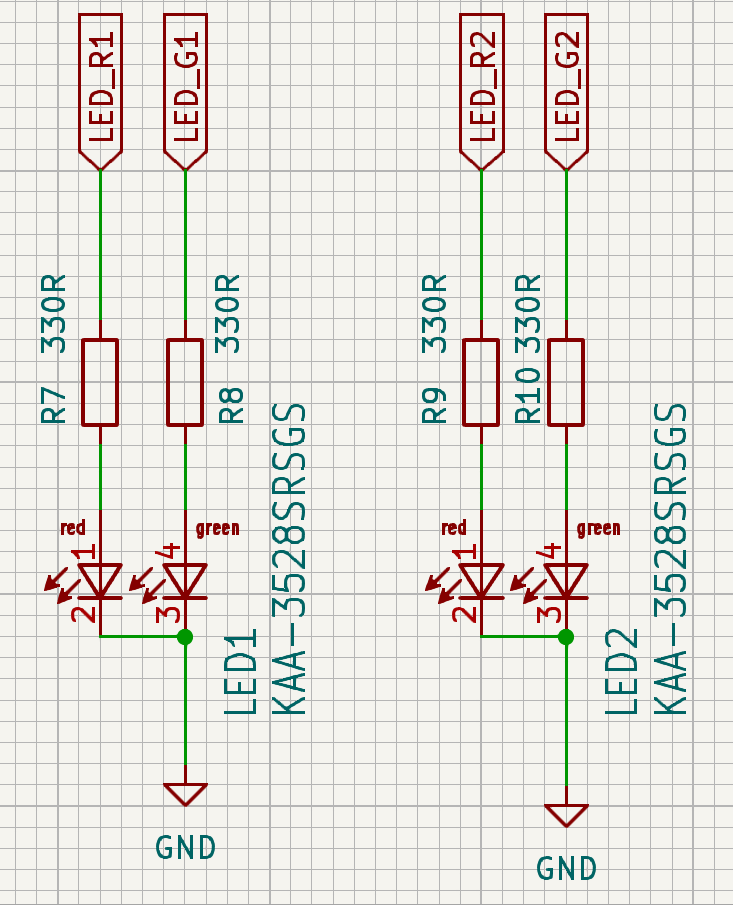 LED_R1
LED_G1
LED_R2
LED_G2
R7 330R
R8 330R
R9 330R
R10 330R
red
green
red
green
1
4
1
4
2
3
2
3
LED1
KAA-3528SRSGS
LED2
KAA-3528SRSGS
GND
GND